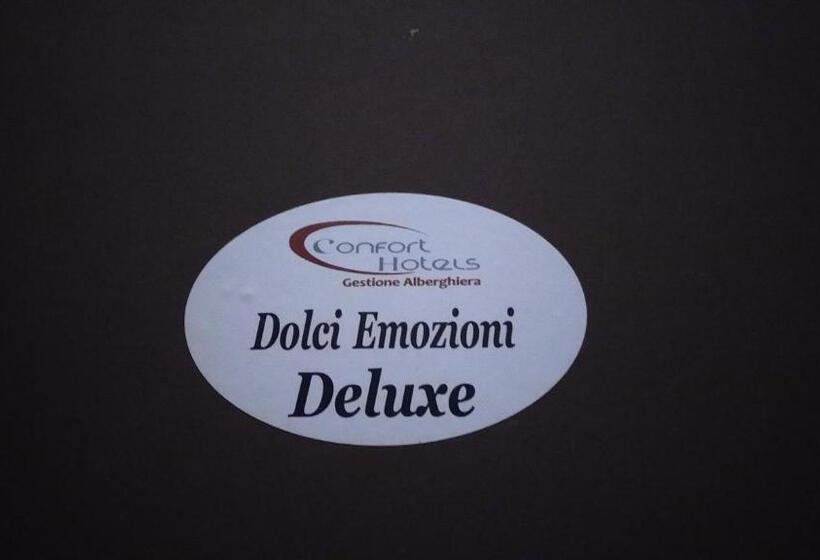 Confort
Hotels
Gestione Alberghiera
Dolci Emozioni
Deluxe